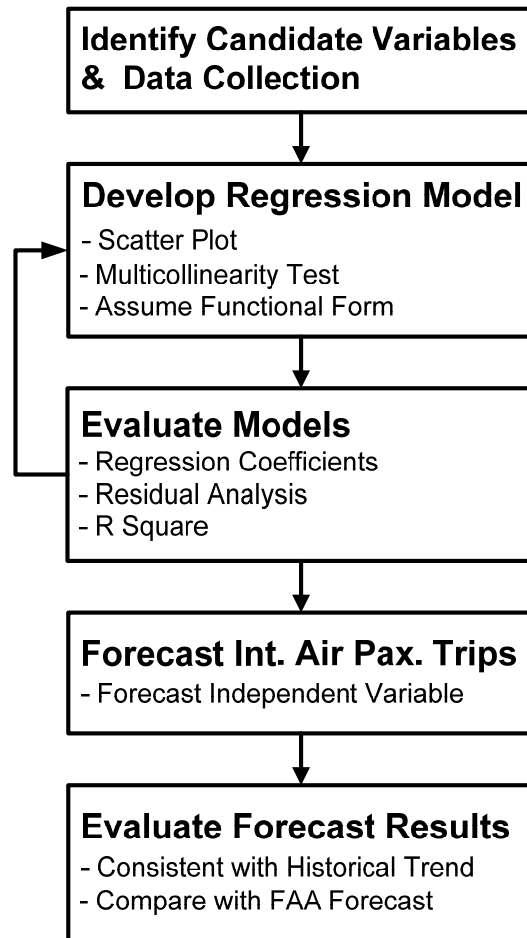 Identify Candidate Variables
& Data Collection
Develop Regression Model
- Scatter Plot
- Multicollinearity Test
- Assume Functional Form
Evaluate Models
- Regression Coefficients
- Residual Analysis
- R Square
Forecast Int. Air Pax. Trips
- Forecast Independent Variable
Evaluate Forecast Results
- Consistent with Historical Trend
- Compare with FAA Forecast